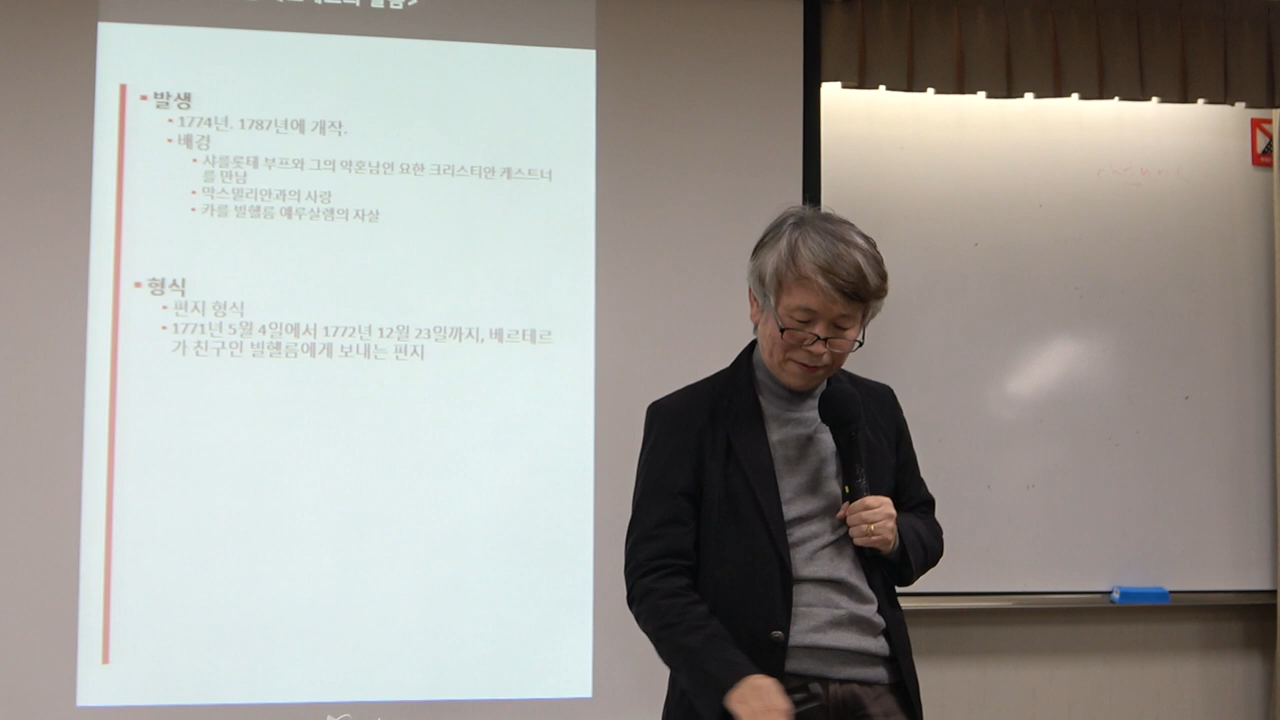 발생
1774년. 1787년에 개작.
배경
샤를롯테 부프와 그의 약혼남인 요한 크리스티안 케스트너
를 만남
막스밀리안과의 사랑
카를 빌헬름 예루살렘의 자살
형식
편지 형식
1771년 5월 4일에서 1772년 12월 23일까지, 베르테르
가 친구인 빌헬름에게 보내는 편지